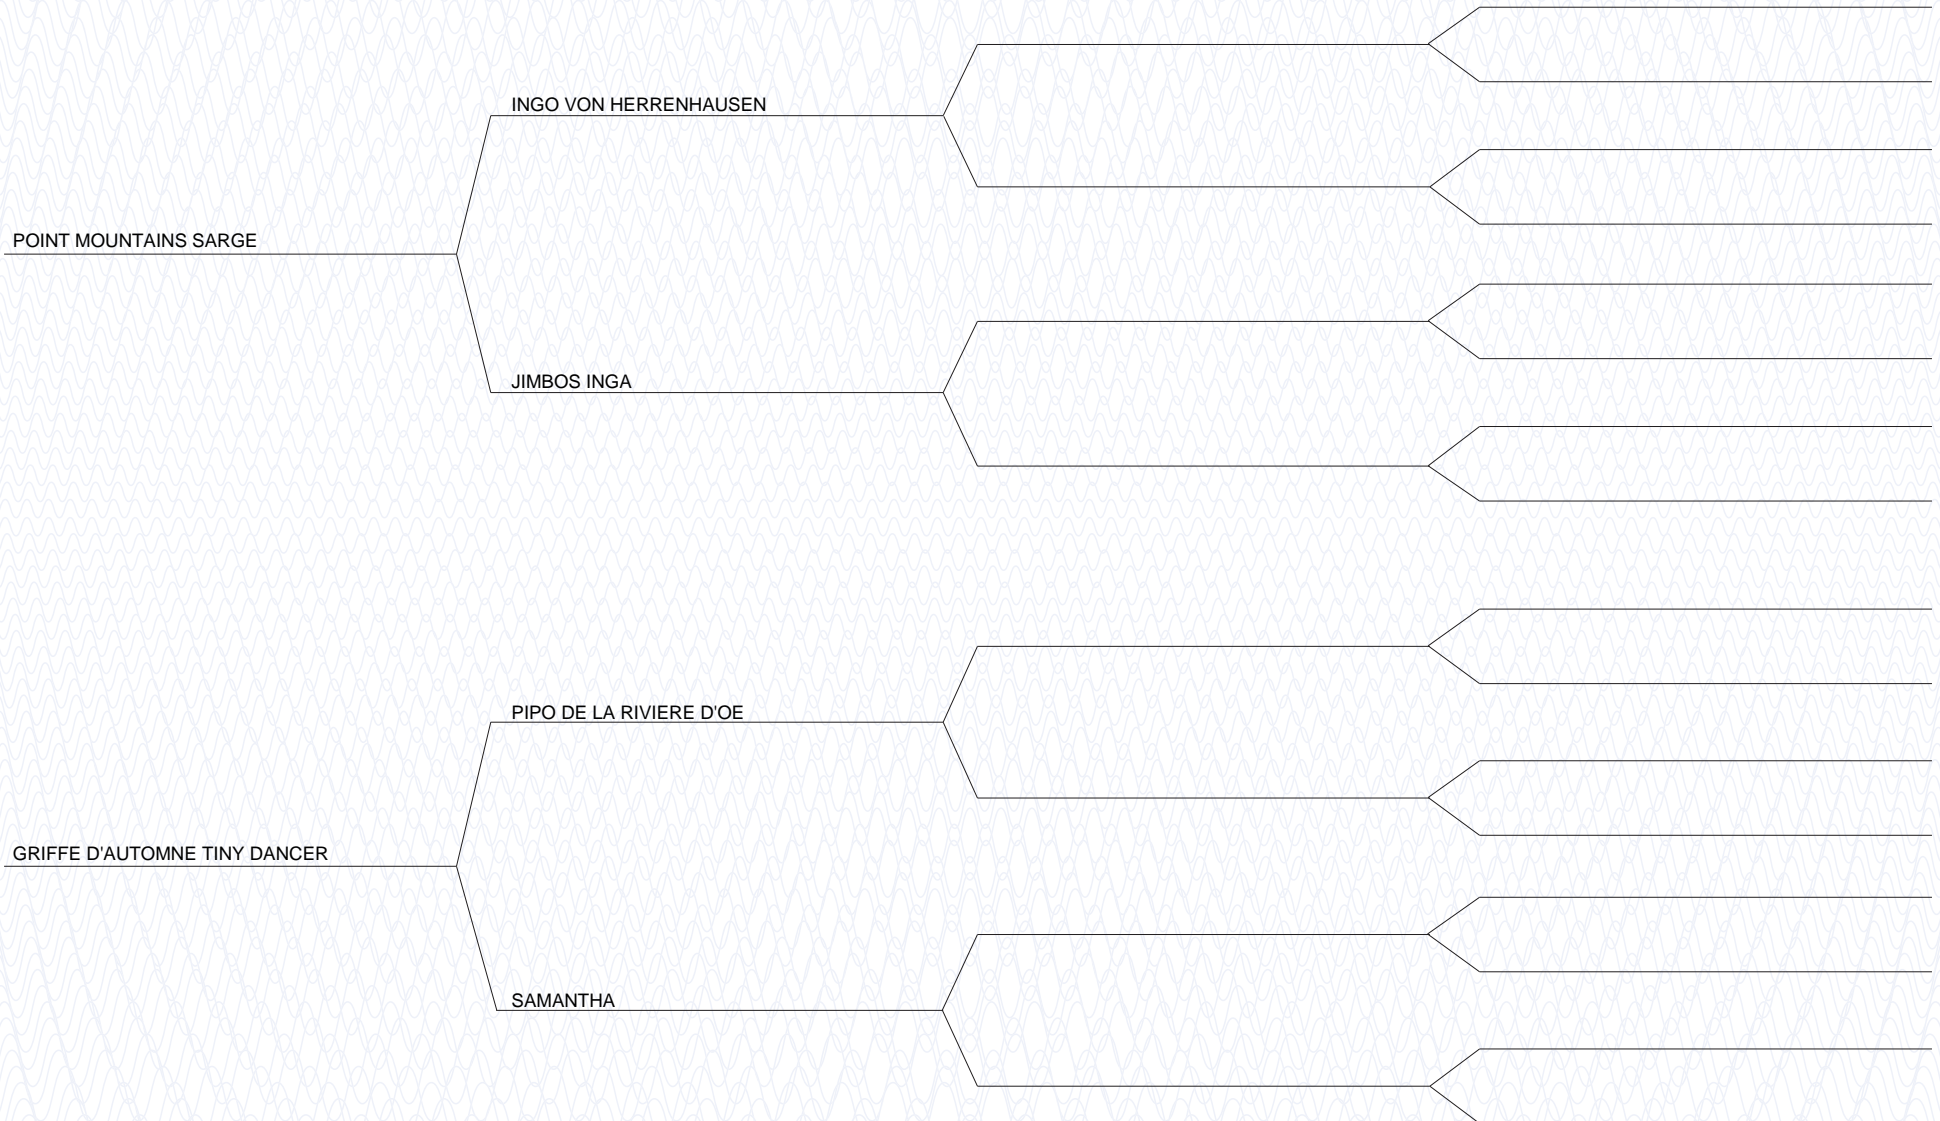 INGO VON HERRENHAUSEN
POINT MOUNTAINS SARGE
JIMBOS INGA
PIPO DE LA RIVIERE D'OE
GRIFFE D'AUTOMNE TINY DANCER
SAMANTHA